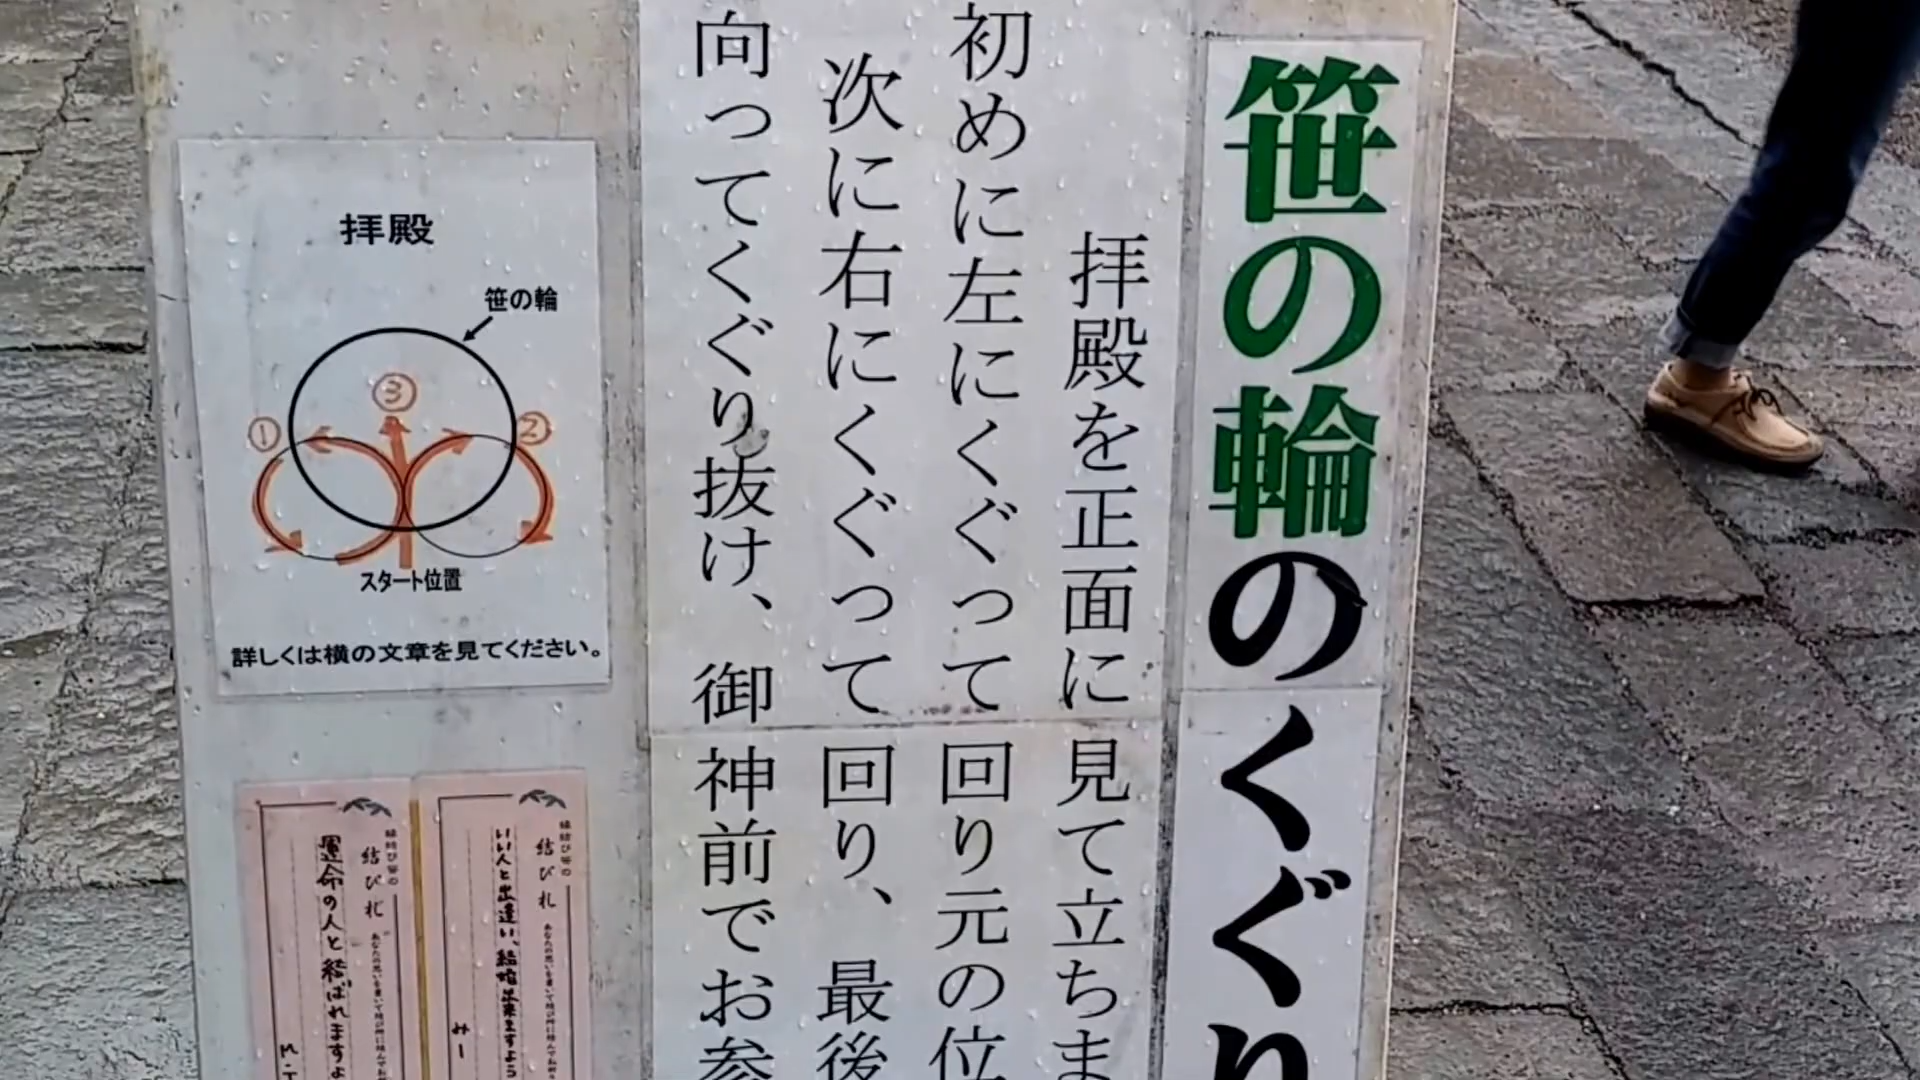 笹の輪のくぐり
拝殿を正面に見て立ちま
初めに左にくぐって回り元の位
次に右にくぐって回り、最後
向ってくぐり抜け、御神前でお参
拝殿
笹の輪
③
①
②
スタート位置
詳しくは横の文章を見てください。
縁結び笹の
結び札
いい人と出逢い、結婚出来ますよう
みー
縁結び笹の
結び札
運命の人と結ばれますよ
M.T